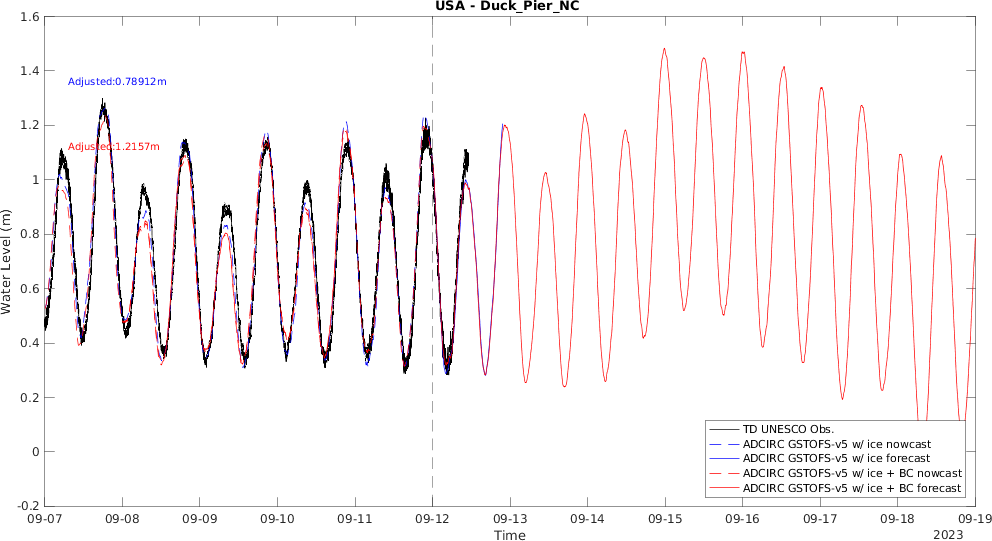 USA - Duck_Pier_NC
1.6
1.4
1.2
1
0.8
0.6
0.4
0.2
0
-0.2
Water Level (m)
Adjusted:0.78912m
Adjusted:1.2157m
TD UNESCO Obs.
ADCIRC GSTOFS-v5 w/ ice nowcast
ADCIRC GSTOFS-v5 w/ ice forecast
ADCIRC GSTOFS-v5 w/ ice + BC nowcast
ADCIRC GSTOFS-v5 w/ ice + BC forecast
09-07 09-08 09-09 09-10 09-11 09-12 09-13 09-14 09-15 09-16 09-17 09-18 09-19
Time
2023